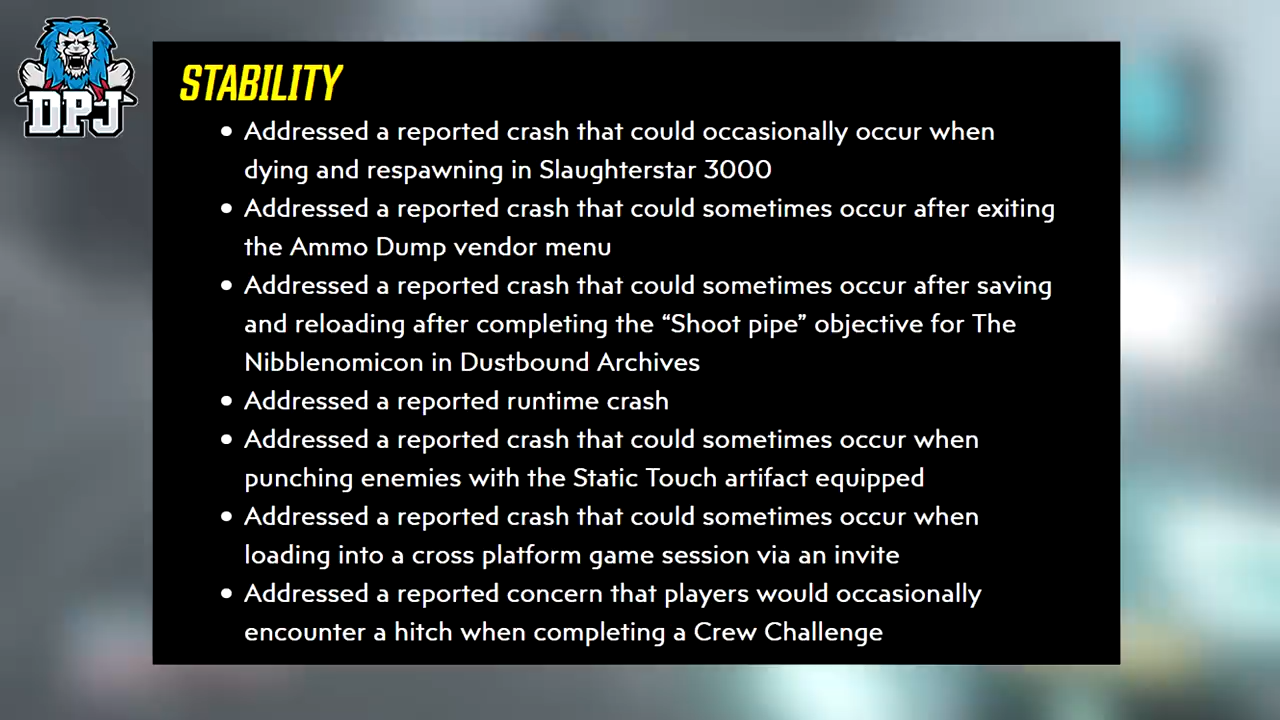 DPJ
STABILITY
• Addressed a reported crash that could occasionally occur when
dying and respawning in Slaughterstar 3000
• Addressed a reported crash that could sometimes occur after exiting
the Ammo Dump vendor menu
• Addressed a reported crash that could sometimes occur after saving
and reloading after completing the “Shoot pipe” objective for The
Nibblenomicon in Dustbound Archives
• Addressed a reported runtime crash
• Addressed a reported crash that could sometimes occur when
punching enemies with the Static Touch artifact equipped
• Addressed a reported crash that could sometimes occur when
loading into a cross platform game session via an invite
• Addressed a reported concern that players would occasionally
encounter a hitch when completing a Crew Challenge